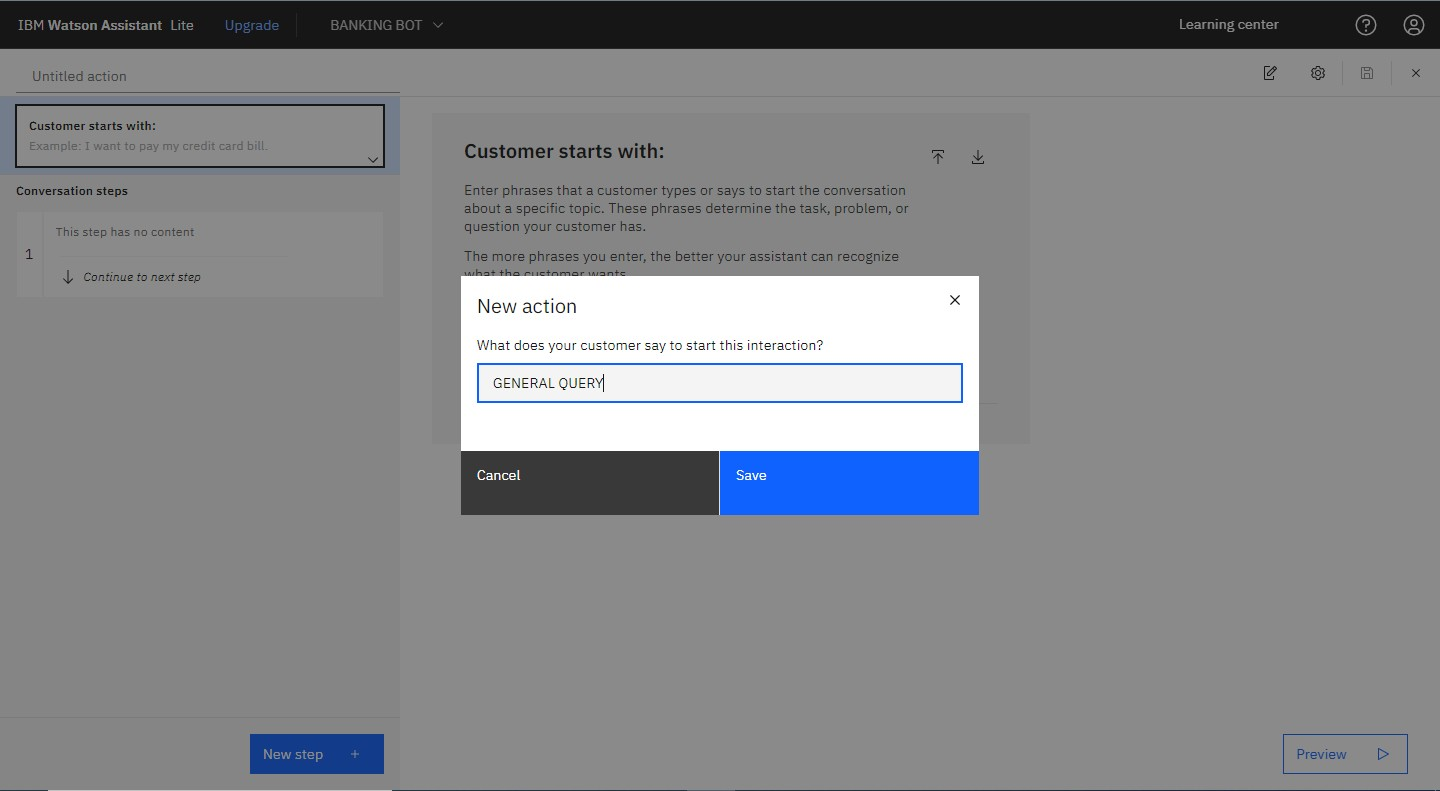 IBM Watson Assistant Lite Upgrade BANKING BOT Learning center
Untitled action
Customer starts with:
Example: I want to pay my credit card bill.
Conversation steps
1
This step has no content
Continue to next step
New step +
Customer starts with:
Enter phrases that a customer types or says to start the conversation
about a specific topic. These phrases determine the task, problem, or
question your customer has.
The more phrases you enter, the better your assistant can recognize
what the customer wants.
New action
What does your customer say to start this interaction?
GENERAL QUERY
Cancel
Save
Preview